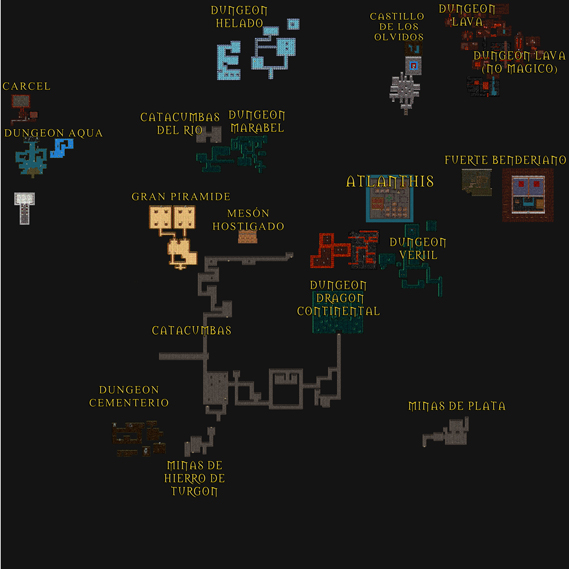 DUNGEON
HELADO
CASTILLO
DE LOS
OLVIDOS
DUNGEON
LAVA
DUNGEON LAVA
(NO MAGICO)
CARCEL
DUNGEON AQUA
CATACUMBAS
DEL RIO
DUNGEON
MARABEL
FUERTE BENDERIANO
ATLANTHIS
GRAN PIRAMIDE
MESÓN
HOSTIGADO
DUNGEON
VERIIL
DUNGEON
DRAGON
CONTINENTAL
CATACUMBAS
DUNGEON
CEMENTERIO
MINAS DE PLATA
MINAS DE
HIERRO DE
TURGON